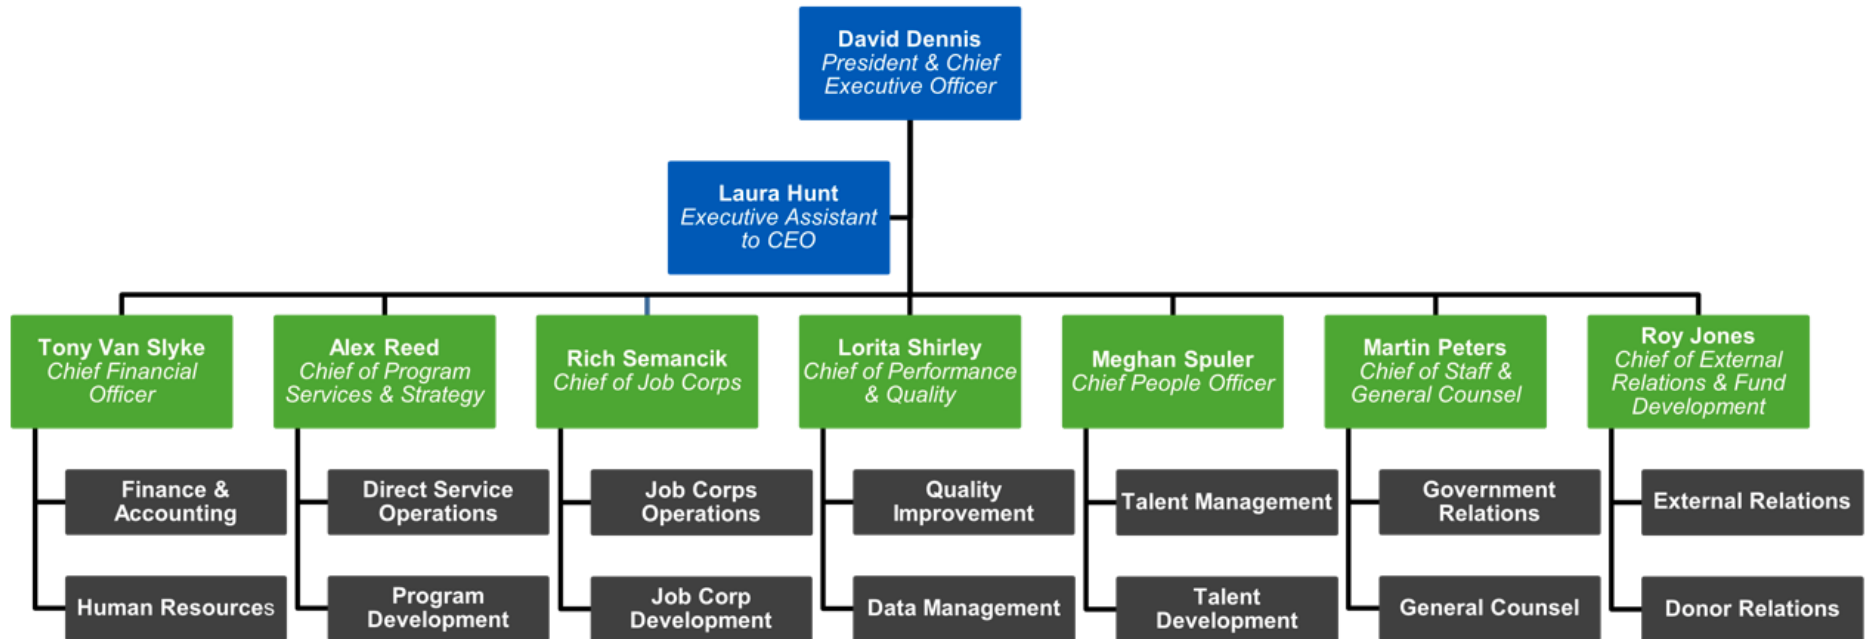 David Dennis
President & Chief
Executive Officer
Laura Hunt
Executive Assistant
to CEO
Tony Van Slyke
Chief Financial
Officer
Alex Reed
Chief of Program
Services & Strategy
Rich Semancik
Chief of Job Corps
Lorita Shirley
Chief of Performance
& Quality
Meghan Spuler
Chief People Officer
Martin Peters
Chief of Staff &
General Counsel
Roy Jones
Chief of External
Relations & Fund
Development
Finance &
Accounting
Direct Service
Operations
Job Corps
Operations
Quality
Improvement
Talent Management
Government
Relations
External Relations
Human Resources
Program
Development
Job Corp
Development
Data Management
Talent
Development
General Counsel
Donor Relations